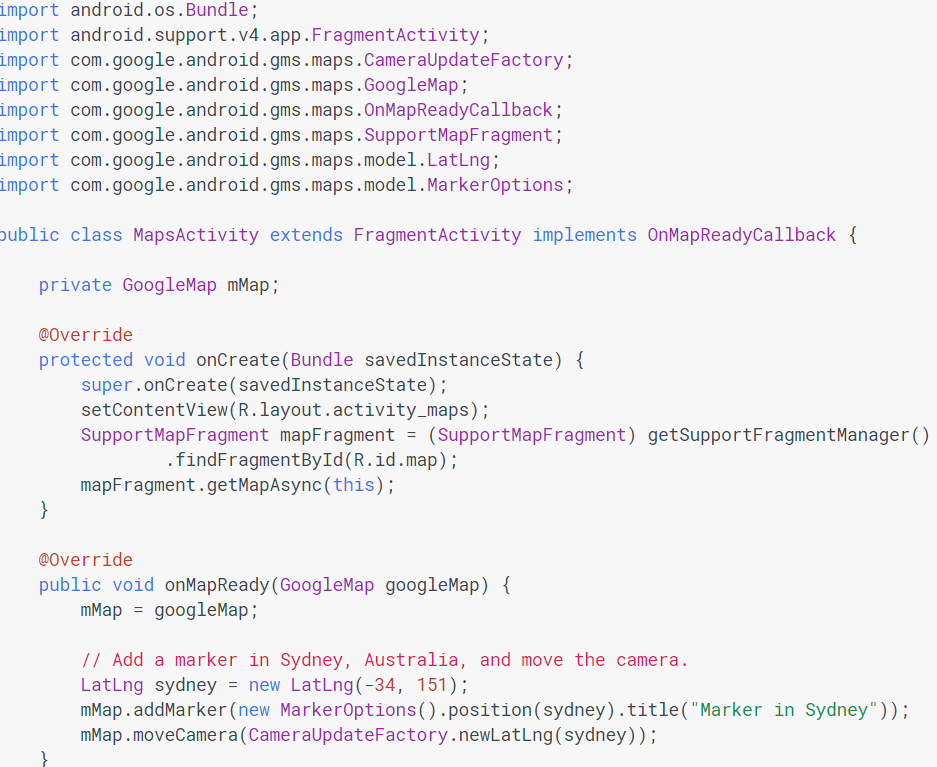 import android.os.Bundle;
import android.support.v4.app.FragmentActivity;
import com.google.android.gms.maps.CameraUpdateFactory;
import com.google.android.gms.maps.GoogleMap;
import com.google.android.gms.maps.OnMapReadyCallback;
import com.google.android.gms.maps.SupportMapFragment;
import com.google.android.gms.maps.model.LatLng;
import com.google.android.gms.maps.model.MarkerOptions;

public class MapsActivity extends FragmentActivity implements OnMapReadyCallback {

    private GoogleMap mMap;

    @Override
    protected void onCreate(Bundle savedInstanceState) {
        super.onCreate(savedInstanceState);
        setContentView(R.layout.activity_maps);
        SupportMapFragment mapFragment = (SupportMapFragment) getSupportFragmentManager()
                .findFragmentById(R.id.map);
        mapFragment.getMapAsync(this);
    }

    @Override
    public void onMapReady(GoogleMap googleMap) {
        mMap = googleMap;

        // Add a marker in Sydney, Australia, and move the camera.
        LatLng sydney = new LatLng(-34, 151);
        mMap.addMarker(new MarkerOptions().position(sydney).title("Marker in Sydney"));
        mMap.moveCamera(CameraUpdateFactory.newLatLng(sydney));
    }